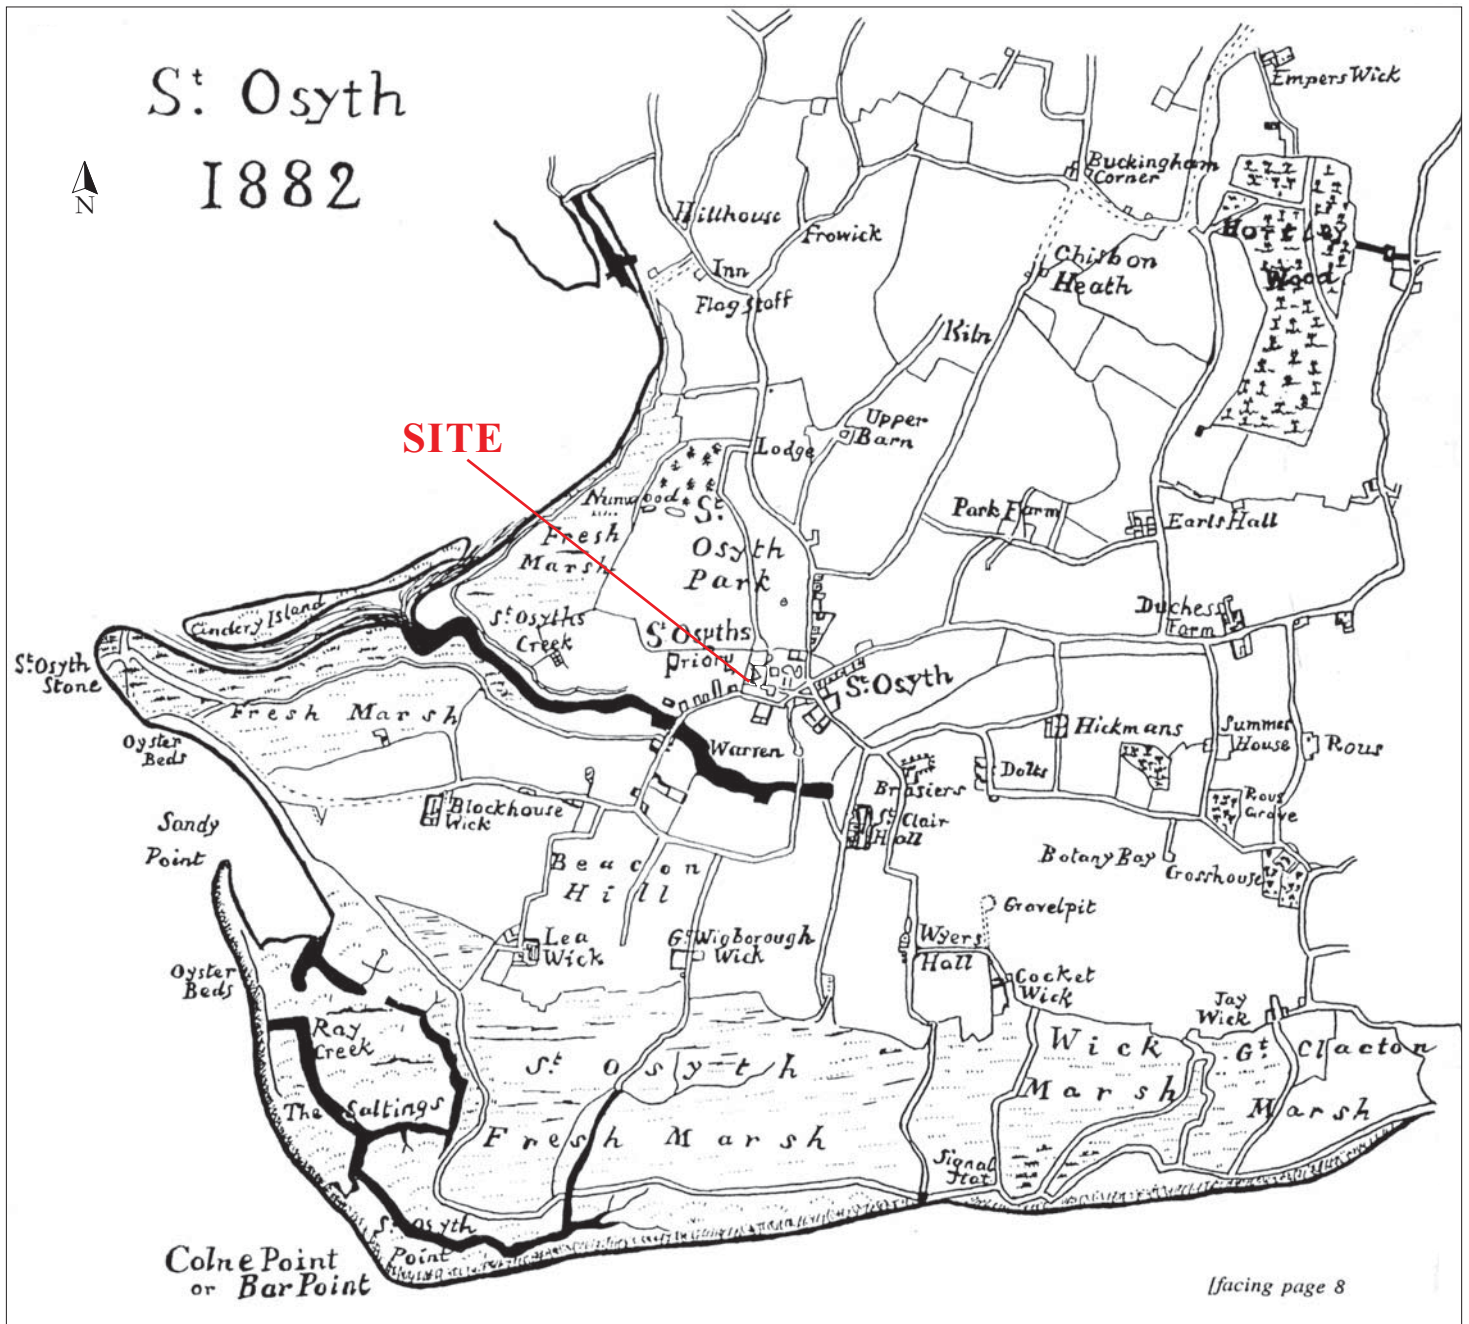 St. Osyth
1882
N
Empers Wick
Buckingham
Corner
Hillhouse
Frowick
Inn
Flagstaff
Chisbon
Heath
Hartley
Wood
Kiln
SITE
Upper
Barn
Lodge
Nunwood
St.
Osyth
Park
Fresh
Marsh
Park Farm
Earls Hall
Cindery Island
St Osyths
Creek
St Osyths
Priory
Duchess
Farm
St Osyth
Stone
St. Osyth
Fresh Marsh
Oyster
Beds
Warren
Hickmans
Summer
House
Rous
Dolts
Brasiers
Blockhouse
Wick
St. Clair
Hall
Rous
Grove
Sandy
Point
Beacon
Hill
Botany Bay
Crosshouse
Gravelpit
Lea
Wick
Gt. Wigborough
Wick
Wyers
Hall
Cocket
Wick
Oyster
Beds
Jay
Wick
Ray
Creek
St. Osyth
Wick
Marsh
Gt. Clacton
Marsh
The Saltings
Fresh Marsh
Signal
St. Osyth
Point
Colne Point
or Bar Point
[facing page 8